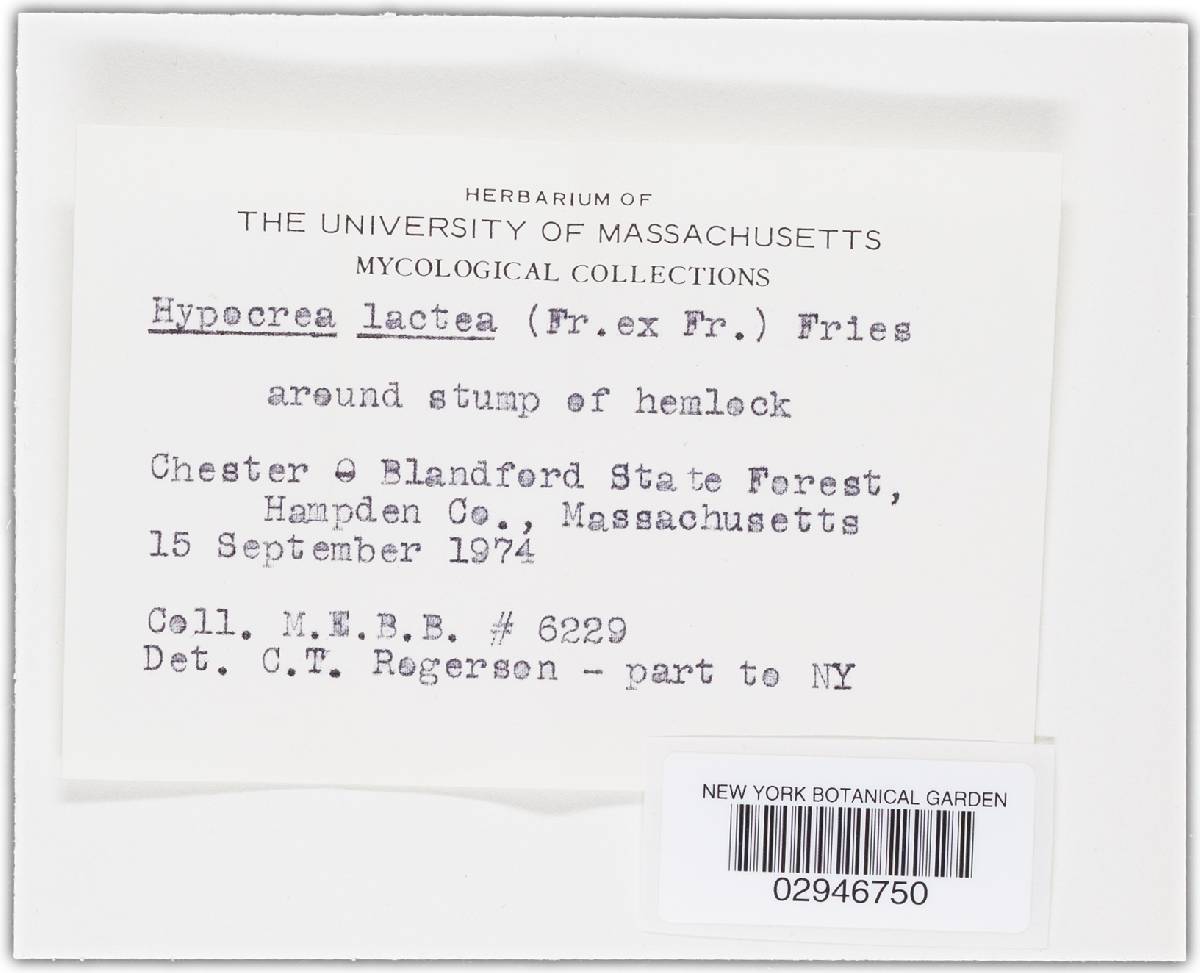 HERBARIUM OF
THE UNIVERSITY OF MASSACHUSETTS
MYCOLOGICAL COLLECTIONS
Hypocrea lactea (Fr.ex Fr.) Fries
around stump of hemlock
Chester Blandford State Forest,
Hampden Co., Massachusetts
15 September 1974
Coll. M.E.B.B. # 6229
Det. C.T. Rogerson - part to NY
NEW YORK BOTANICAL GARDEN
02946750